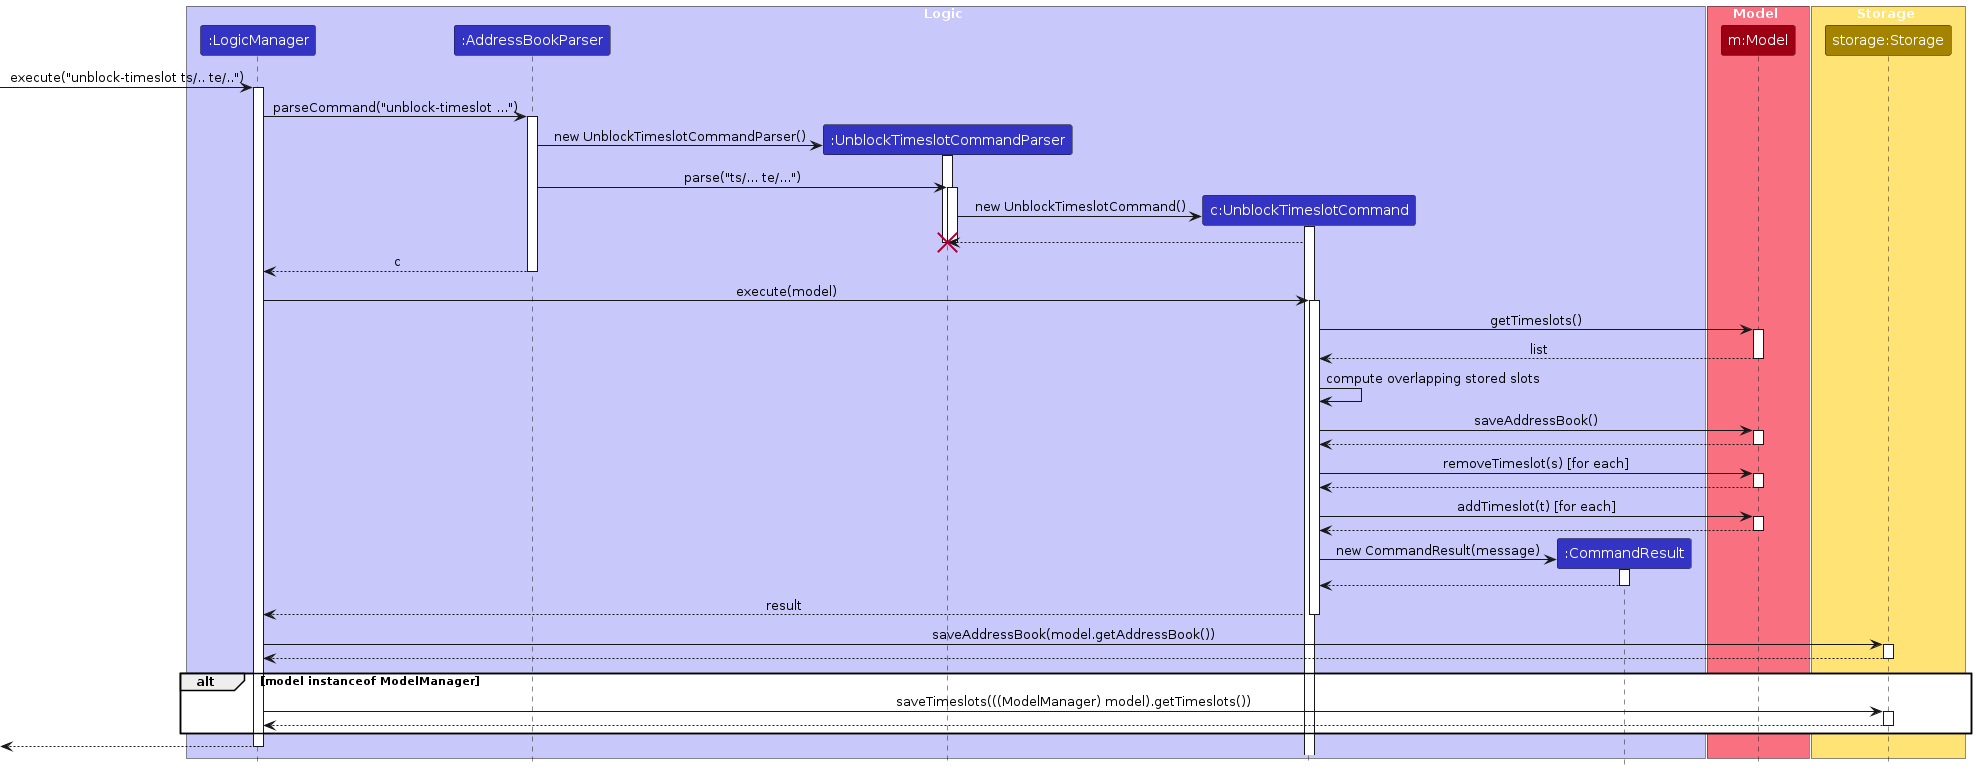 Logic
Model
Storage
:LogicManager
:AddressBookParser
m:Model
storage:Storage
execute("unblock-timeslot ts/.. te/..")
parseCommand("unblock-timeslot ...")
new UnblockTimeslotCommandParser()
:UnblockTimeslotCommandParser
parse("ts/... te/...")
new UnblockTimeslotCommand()
c:UnblockTimeslotCommand
c
execute(model)
getTimeslots()
list
compute overlapping stored slots
saveAddressBook()
removeTimeslot(s) [for each]
addTimeslot(t) [for each]
new CommandResult(message)
:CommandResult
result
saveAddressBook(model.getAddressBook())
alt
[model instanceof ModelManager]
saveTimeslots(((ModelManager) model).getTimeslots())